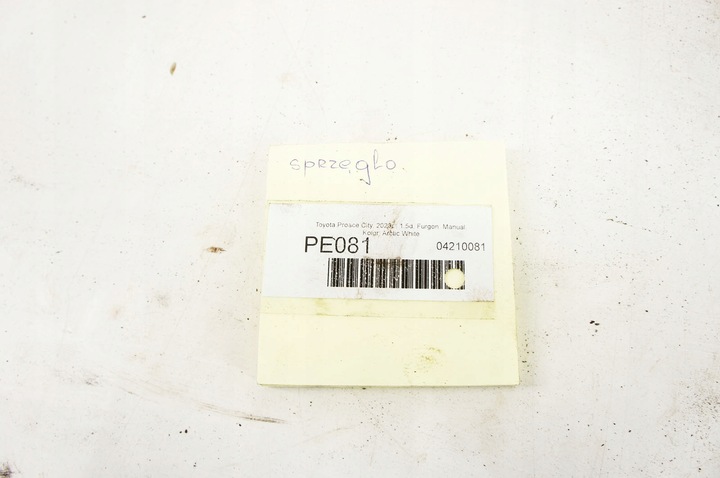 sprzęgło.
Toyota Proace City, 2023r., 1.5d, Furgon, Manual
Kolor: Arctic White
PE081
04210081